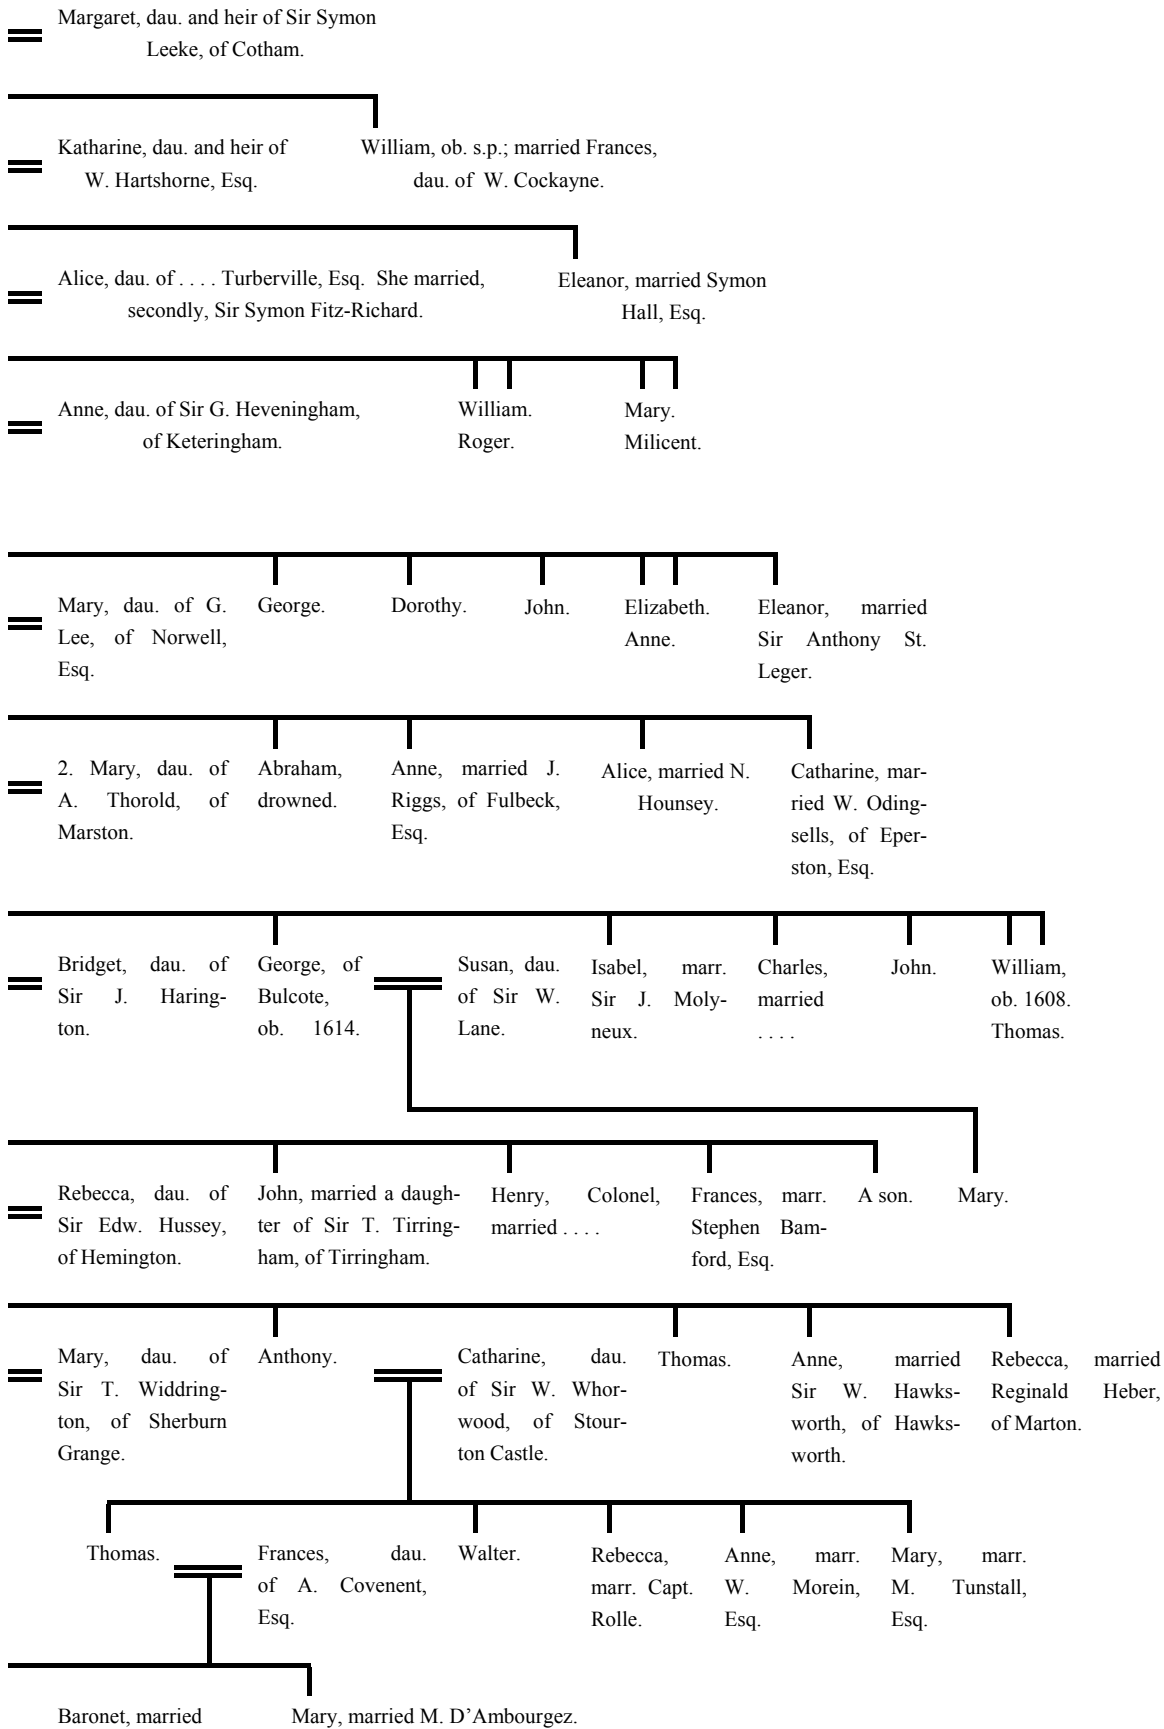 Margaret, dau. and heir of Sir Symon
Leeke, of Cotham.
Katharine, dau. and heir of
W. Hartshorne, Esq.
William, ob. s.p.; married Frances,
dau. of W. Cockayne.
Alice, dau. of . . . . Turberville, Esq. She married,
secondly, Sir Symon Fitz-Richard.
Eleanor, married Symon
Hall, Esq.
Anne, dau. of Sir G. Heveningham,
of Keteringham.
William.
Roger.
Mary.
Milicent.
Mary, dau. of G.
Lee, of Norwell,
Esq.
George.
Dorothy.
John.
Elizabeth.
Anne.
Eleanor, married
Sir Anthony St.
Leger.
2. Mary, dau. of
A. Thorold, of
Marston.
Abraham,
drowned.
Anne, married J.
Riggs, of Fulbeck,
Esq.
Alice, married N.
Hounsey.
Catharine, mar-
ried W. Oding-
sells, of Eper-
ston, Esq.
Bridget, dau. of
Sir J. Haring-
ton.
George, of
Bulcote,
ob. 1614.
Susan, dau.
of Sir W.
Lane.
Isabel, marr.
Sir J. Moly-
neux.
Charles,
married
. . . .
John.
William,
ob. 1608.
Thomas.
Rebecca, dau. of
Sir Edw. Hussey,
of Hemington.
John, married a daugh-
ter of Sir T. Tirring-
ham, of Tirringham.
Henry, Colonel,
married . . . .
Frances, marr.
Stephen Bam-
ford, Esq.
A son.
Mary.
Mary, dau. of
Sir T. Widdring-
ton, of Sherburn
Grange.
Anthony.
Catharine, dau.
of Sir W. Whor-
wood, of Stour-
ton Castle.
Thomas.
Anne, married
Sir W. Hawks-
worth, of Hawks-
worth.
Rebecca, married
Reginald Heber,
of Marton.
Thomas.
Frances, dau.
of A. Covenent,
Esq.
Walter.
Rebecca,
marr. Capt.
Rolle.
Anne, marr.
W. Morein,
Esq.
Mary, marr.
M. Tunstall,
Esq.
Baronet, married
Mary, married M. D’Ambourgez.